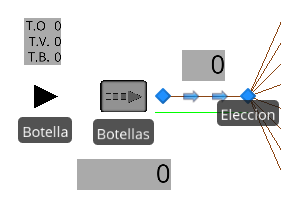 T.O 0
T.V. 0
T.B. 0
0
Botella
Botellas
Eleccion
0